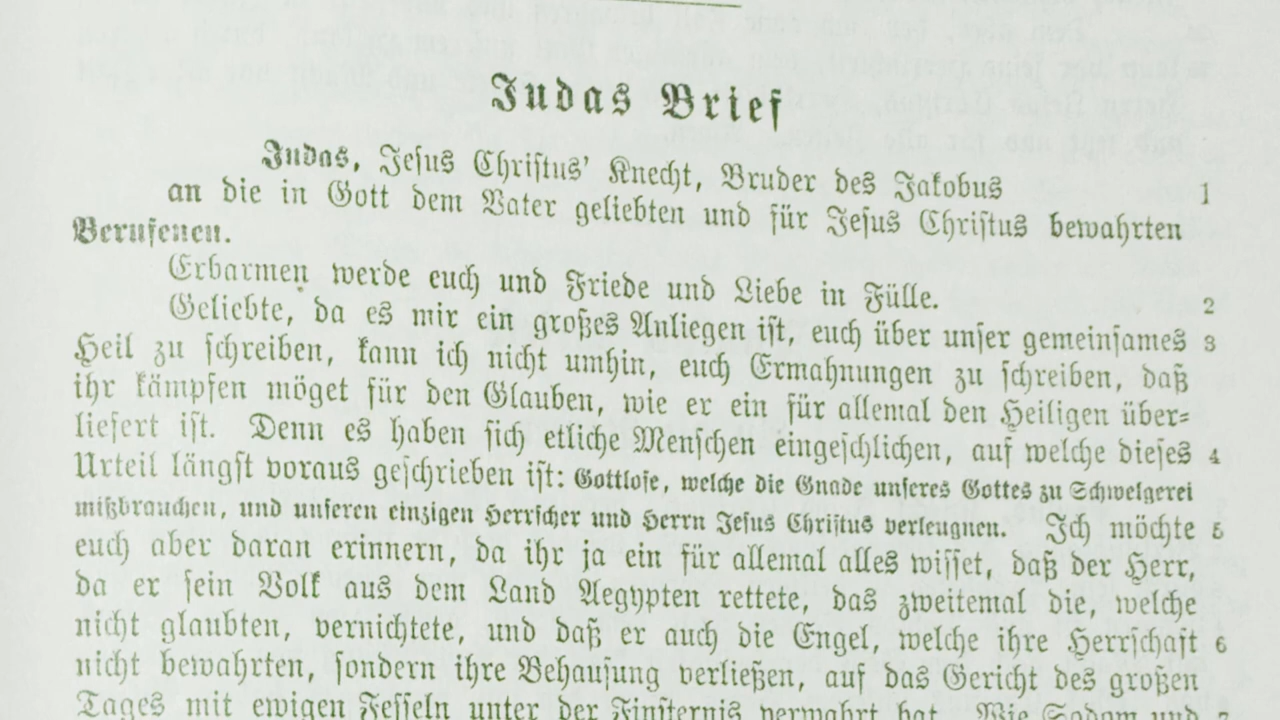 Judas Brief
Judas, Jesus Christus' Knecht, Bruder des Jakobus 1
an die in Gott dem Vater geliebten und für Jesus Christus bewahrten
Berufenen.
Erbarmen werde euch und Friede und Liebe in Fülle. 2
Geliebte, da es mir ein großes Anliegen ist, euch über unser gemeinsames 3
Heil zu schreiben, kann ich nicht umhin, euch Ermahnungen zu schreiben, daß
ihr kämpfen möget für den Glauben, wie er ein für allemal den Heiligen über-
liefert ist. Denn es haben sich etliche Menschen eingeschlichen, auf welche dieses 4
Urteil längst voraus geschrieben ist: Gottlose, welche die Gnade unseres Gottes zu Schwelgerei
mißbrauchen, und unseren einzigen Herrscher und Herrn Jesus Christus verleugnen. Ich möchte 5
euch aber daran erinnern, da ihr ja ein für allemal alles wisset, daß der Herr,
da er sein Volk aus dem Land Aegypten rettete, das zweitemal die, welche
nicht glaubten, vernichtete, und daß er auch die Engel, welche ihre Herrschaft 6
nicht bewahrten, sondern ihre Behausung verließen, auf das Gericht des großen
Tages mit ewigen Fesseln unter der Finsternis verwahrt hat. Wie Sodom und